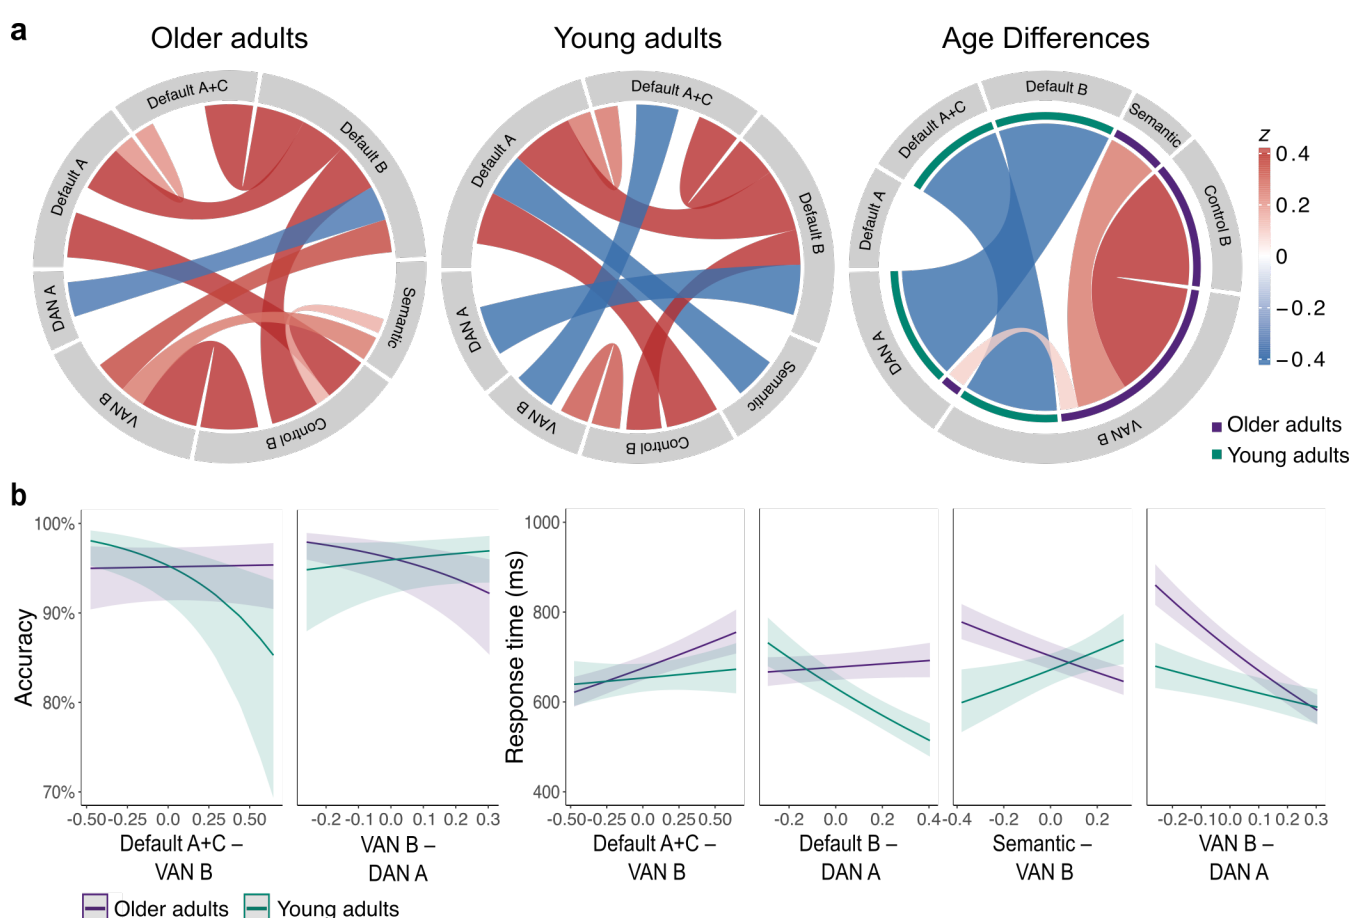 a
Older adults
Young adults
Age Differences
Default A+C
Default B
Semantic
Control B
VAN B
DAN A
Default A
Default A+C
Default B
Semantic
Control B
VAN B
DAN A
Default A
Default A+C
Default B
Semantic
Control B
VAN B
DAN A
Default A
z
0.4
0.2
0
−0.2
−0.4
Older adults
Young adults
b
Accuracy
100%
90%
80%
70%
-0.50 -0.25 0.0 0.25 0.50
Default A+C –
VAN B
-0.2 -0.1 0.0 0.1 0.2 0.3
VAN B –
DAN A
Response time (ms)
1000
800
600
400
-0.50 -0.25 0.0 0.25 0.50
Default A+C –
VAN B
-0.2 0.0 0.2 0.4
Default B –
DAN A
-0.4 -0.2 0.0 0.2
Semantic –
VAN B
-0.2 -0.1 0.0 0.1 0.2 0.3
VAN B –
DAN A
Older adults
Young adults